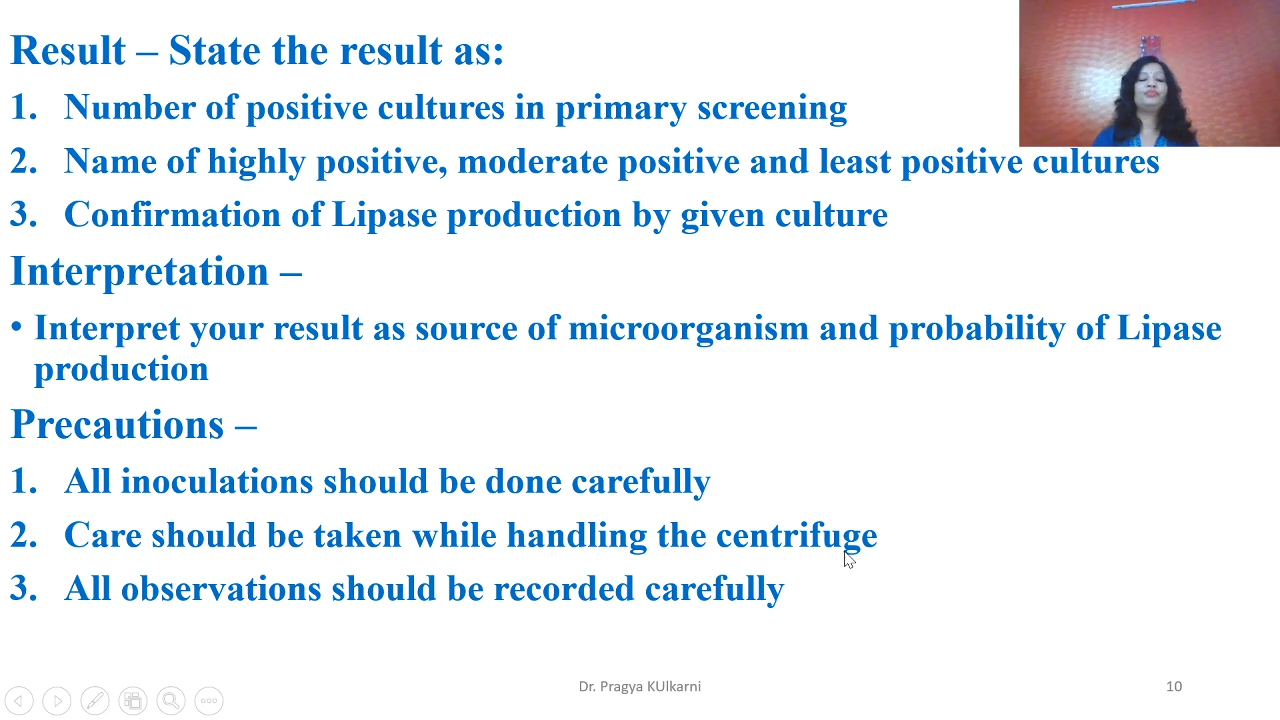 Result – State the result as:
1. Number of positive cultures in primary screening
2. Name of highly positive, moderate positive and least positive cultures
3. Confirmation of Lipase production by given culture
Interpretation –
• Interpret your result as source of microorganism and probability of Lipase
production
Precautions –
1. All inoculations should be done carefully
2. Care should be taken while handling the centrifuge
3. All observations should be recorded carefully
Dr. Pragya KUlkarni
10